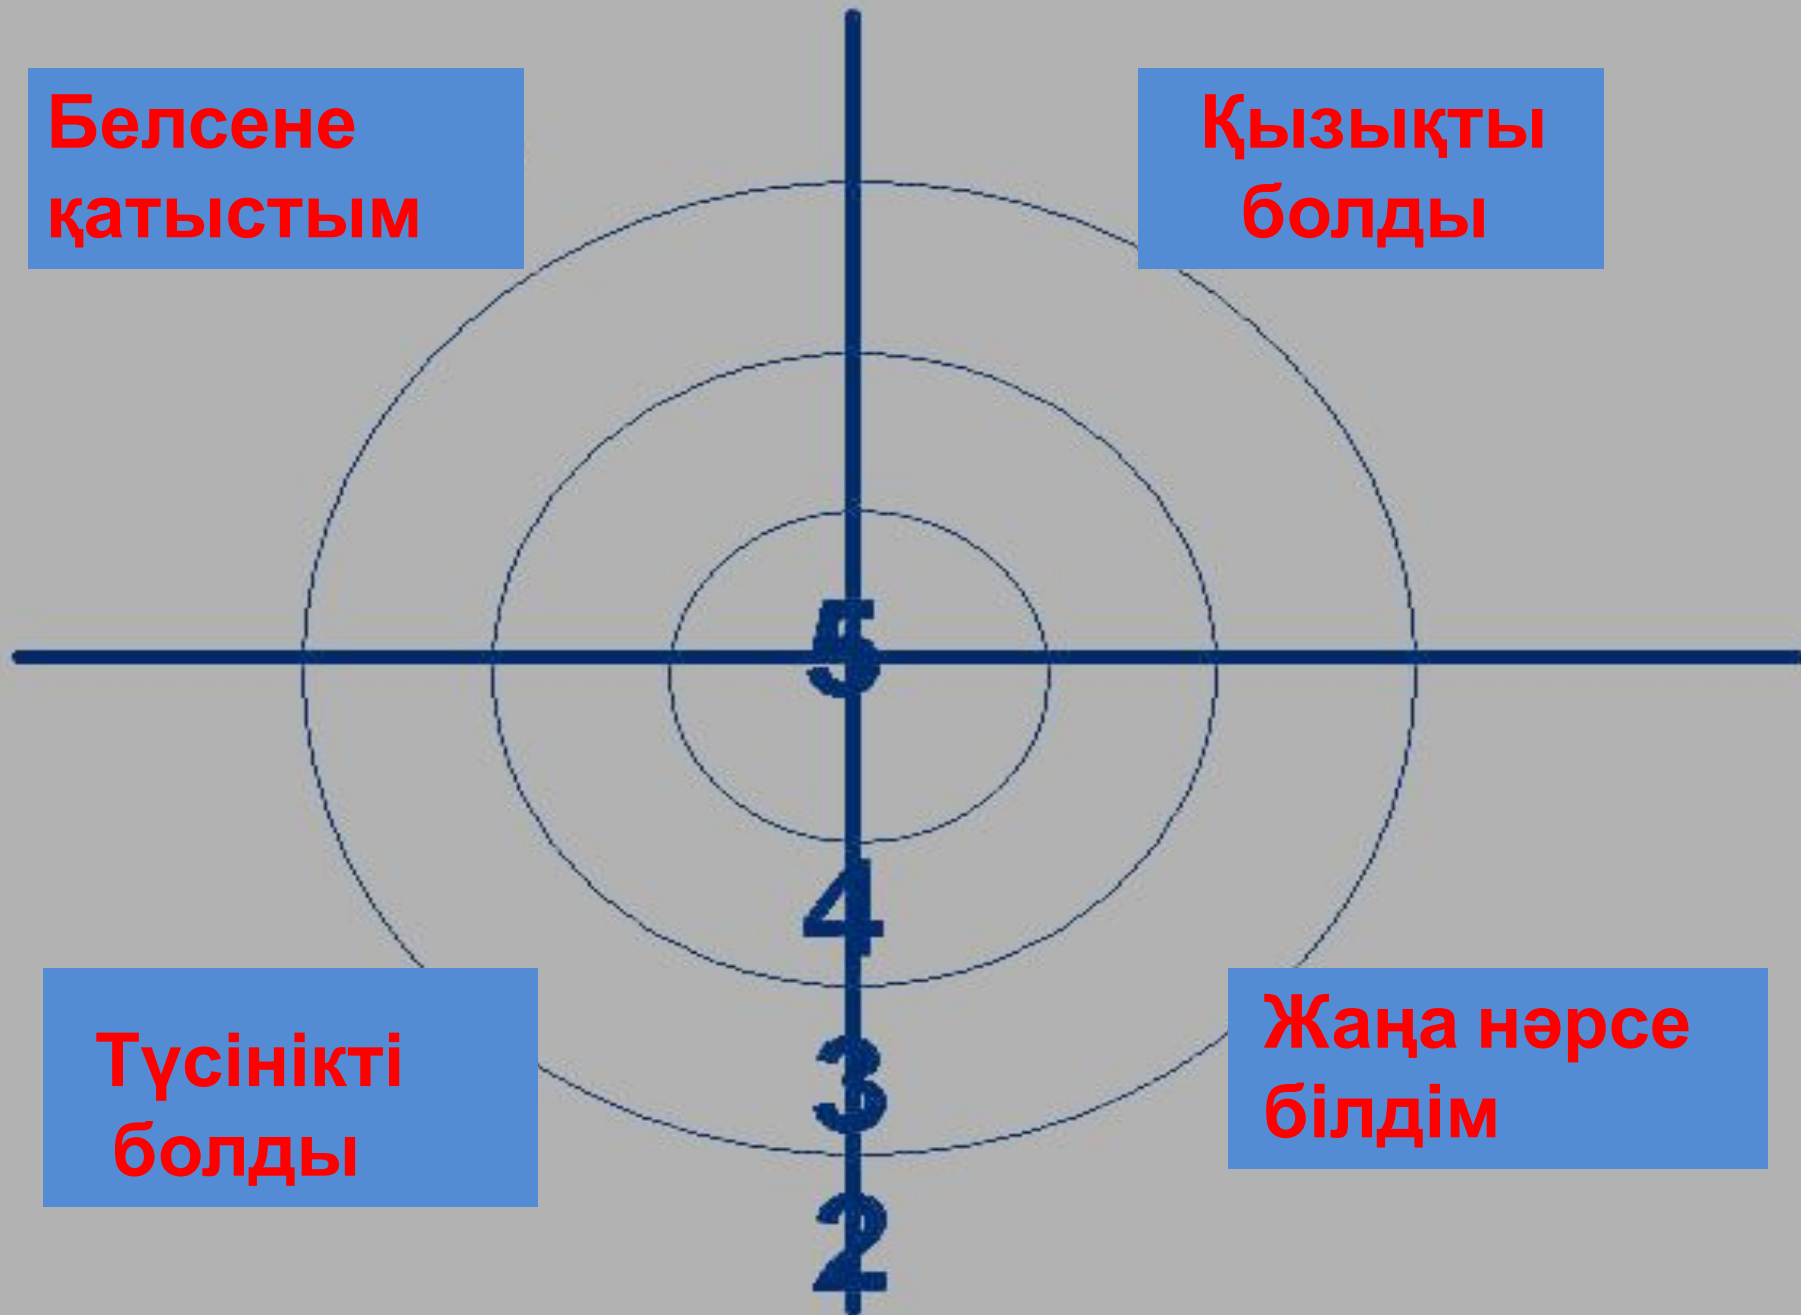 Белсене
қатыстым
Қызықты
болды
5
4
3
2
Түсінікті
болды
Жаңа нәрсе
білдім